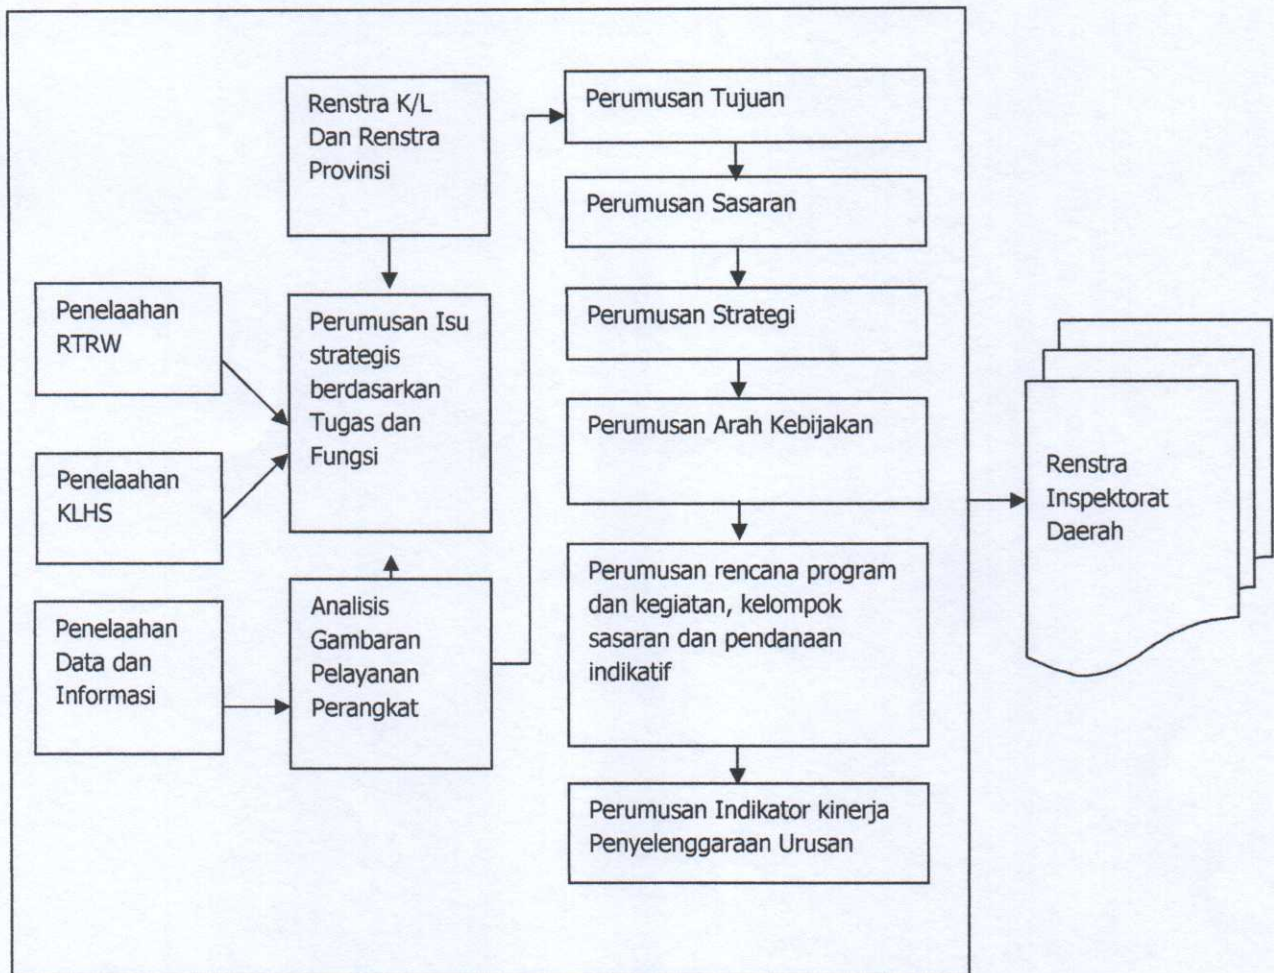 Renstra K/L
Dan Renstra
Provinsi
Penelaahan
RTRW
Perumusan Isu
strategis
berdasarkan
Tugas dan
Fungsi
Penelaahan
KLHS
Penelaahan
Data dan
Informasi
Analisis
Gambaran
Pelayanan
Perangkat
Perumusan Tujuan
Perumusan Sasaran
Perumusan Strategi
Perumusan Arah Kebijakan
Perumusan rencana program
dan kegiatan, kelompok
sasaran dan pendanaan
indikatif
Perumusan Indikator kinerja
Penyelenggaraan Urusan
Renstra
Inspektorat
Daerah